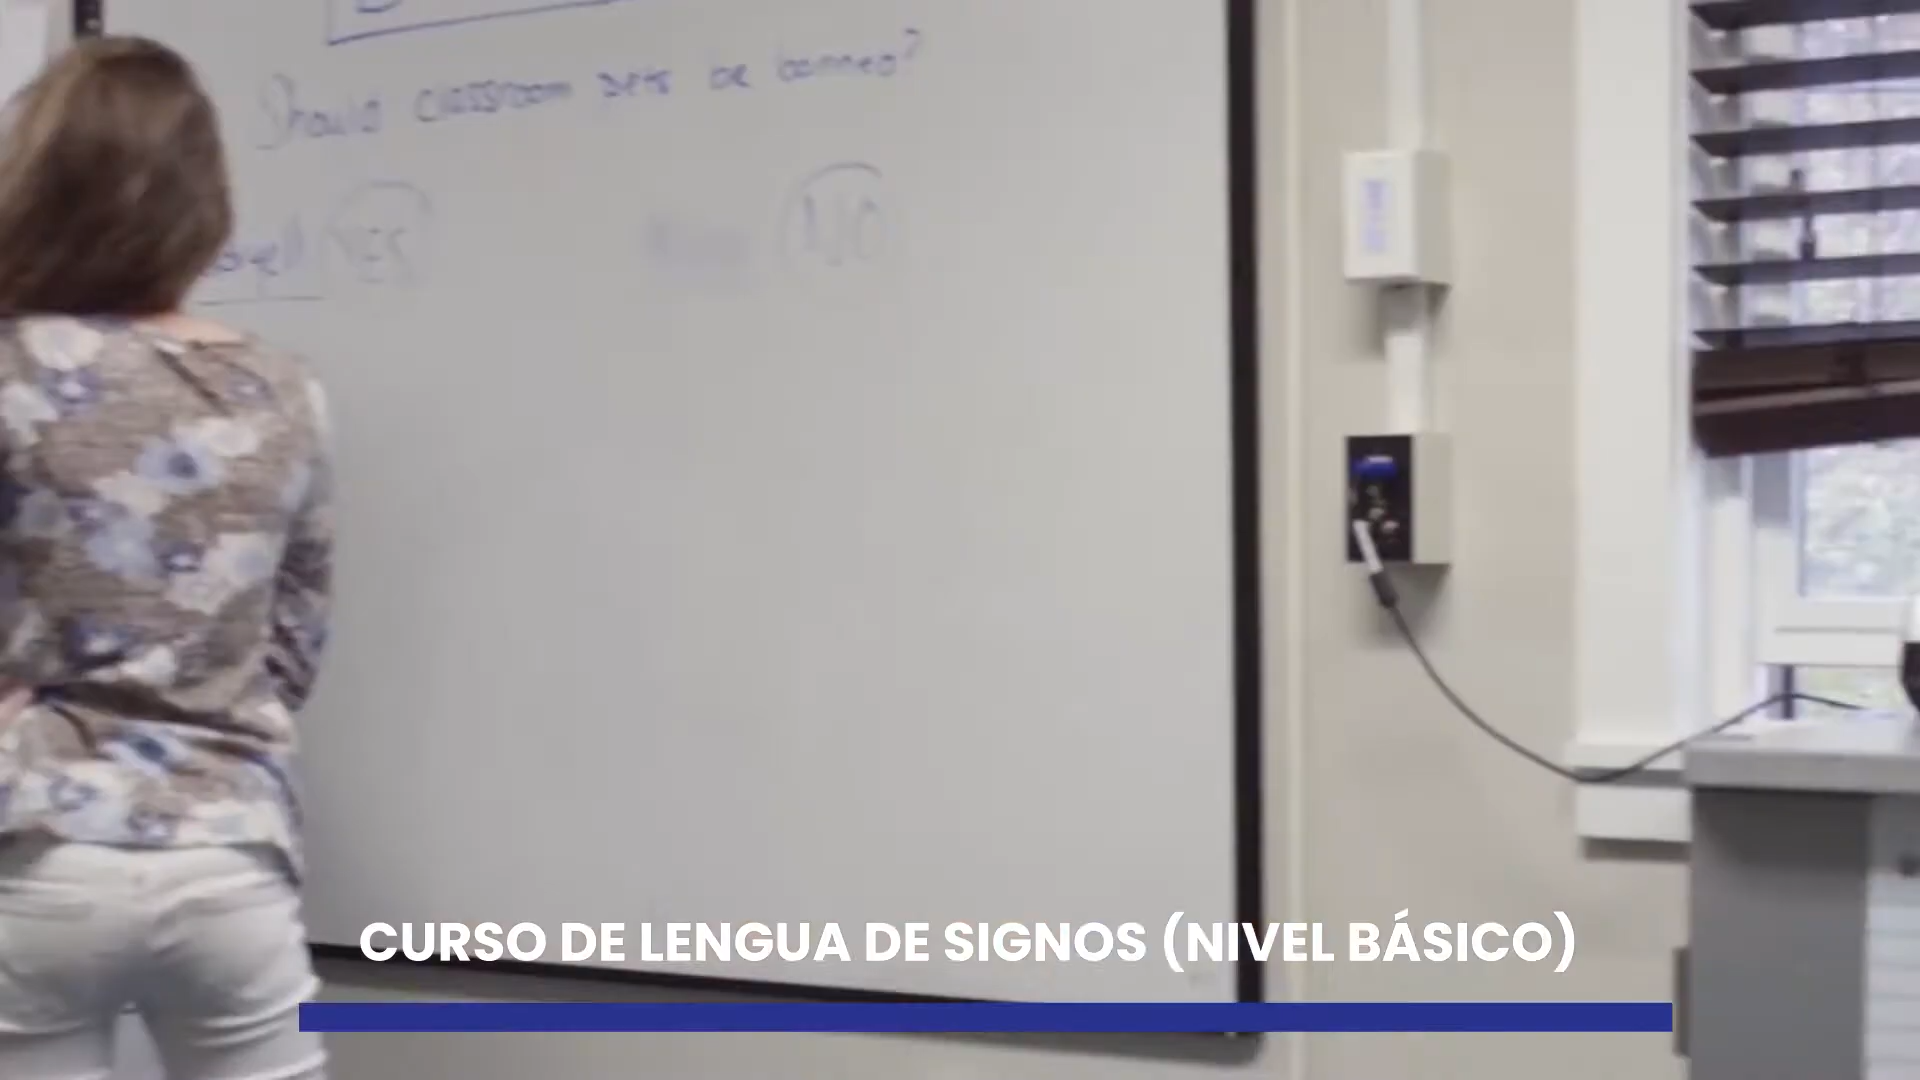 Should classroom pets be banned?
YES NO
CURSO DE LENGUA DE SIGNOS (NIVEL BÁSICO)